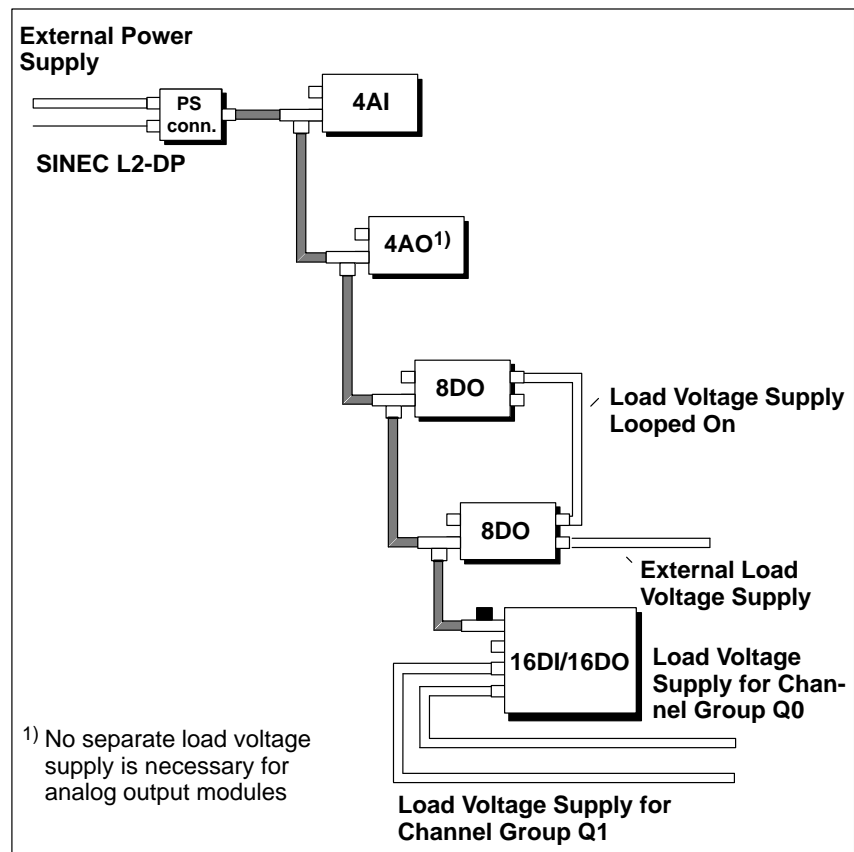 External Power
Supply
PS
conn.
4AI
SINEC L2-DP
4AO1)
8DO
Load Voltage Supply
Looped On
8DO
External Load
Voltage Supply
16DI/16DO
Load Voltage
Supply for Chan-
nel Group Q0
1) No separate load voltage
supply is necessary for
analog output modules
Load Voltage Supply for
Channel Group Q1